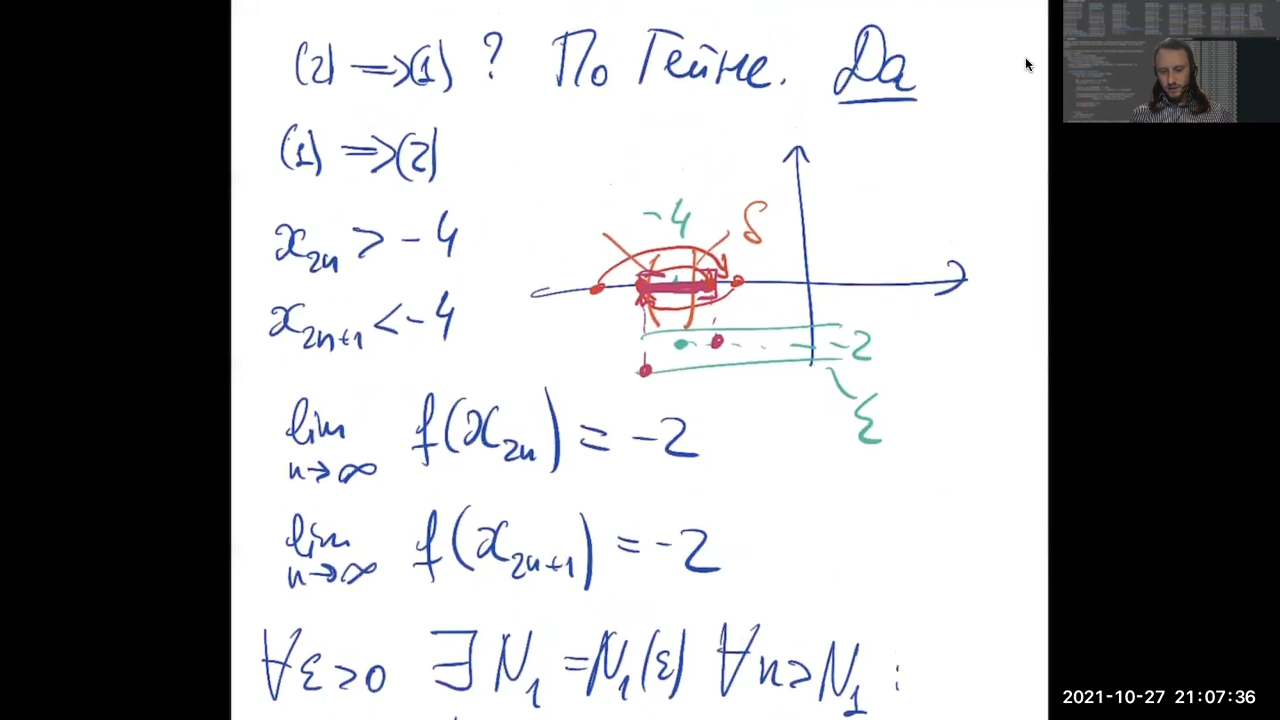 (2) => (1) ? По Гейне. Да
(1) => (2)
-4 δ
x_{2n} > -4
x_{2n+1} < -4
-2
ε
lim_{n→∞} f(x_{2n}) = -2
lim_{n→∞} f(x_{2n+1}) = -2
∀ε>0 ∃ N_1 = N_1(ε) ∀n>N_1 :
2021-10-27 21:07:36